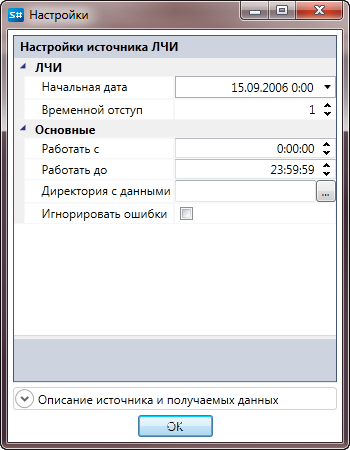 S# Настройки
Настройки источника ЛЧИ
ЛЧИ
Начальная дата 15.09.2006 0:00
Временной отступ 1
Основные
Работать с 0:00:00
Работать до 23:59:59
Директория с данными ...
Игнорировать ошибки
Описание источника и получаемых данных
OK